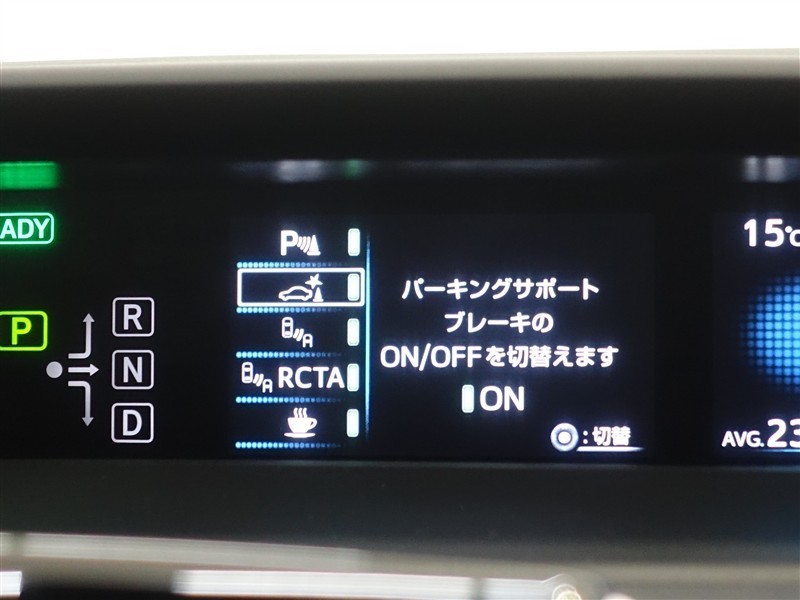 ADY
P
R
N
D
P
A
A RCTA
パーキングサポート
ブレーキの
ON/OFFを切替えます
ON
:切替
15℃
AVG.23